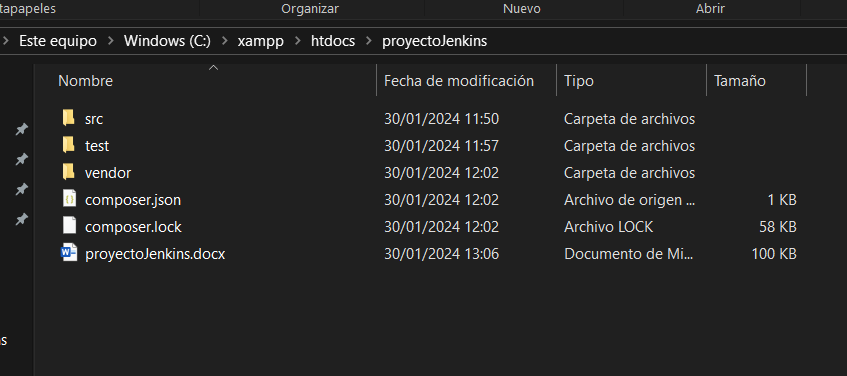 tapapeles Organizar Nuevo Abrir
Este equipo > Windows (C:) > xampp > htdocs > proyectoJenkins
Nombre Fecha de modificación Tipo Tamaño
src 30/01/2024 11:50 Carpeta de archivos
test 30/01/2024 11:57 Carpeta de archivos
vendor 30/01/2024 12:02 Carpeta de archivos
composer.json 30/01/2024 12:02 Archivo de origen ... 1 KB
composer.lock 30/01/2024 12:02 Archivo LOCK 58 KB
proyectoJenkins.docx 30/01/2024 13:06 Documento de Mi... 100 KB
s